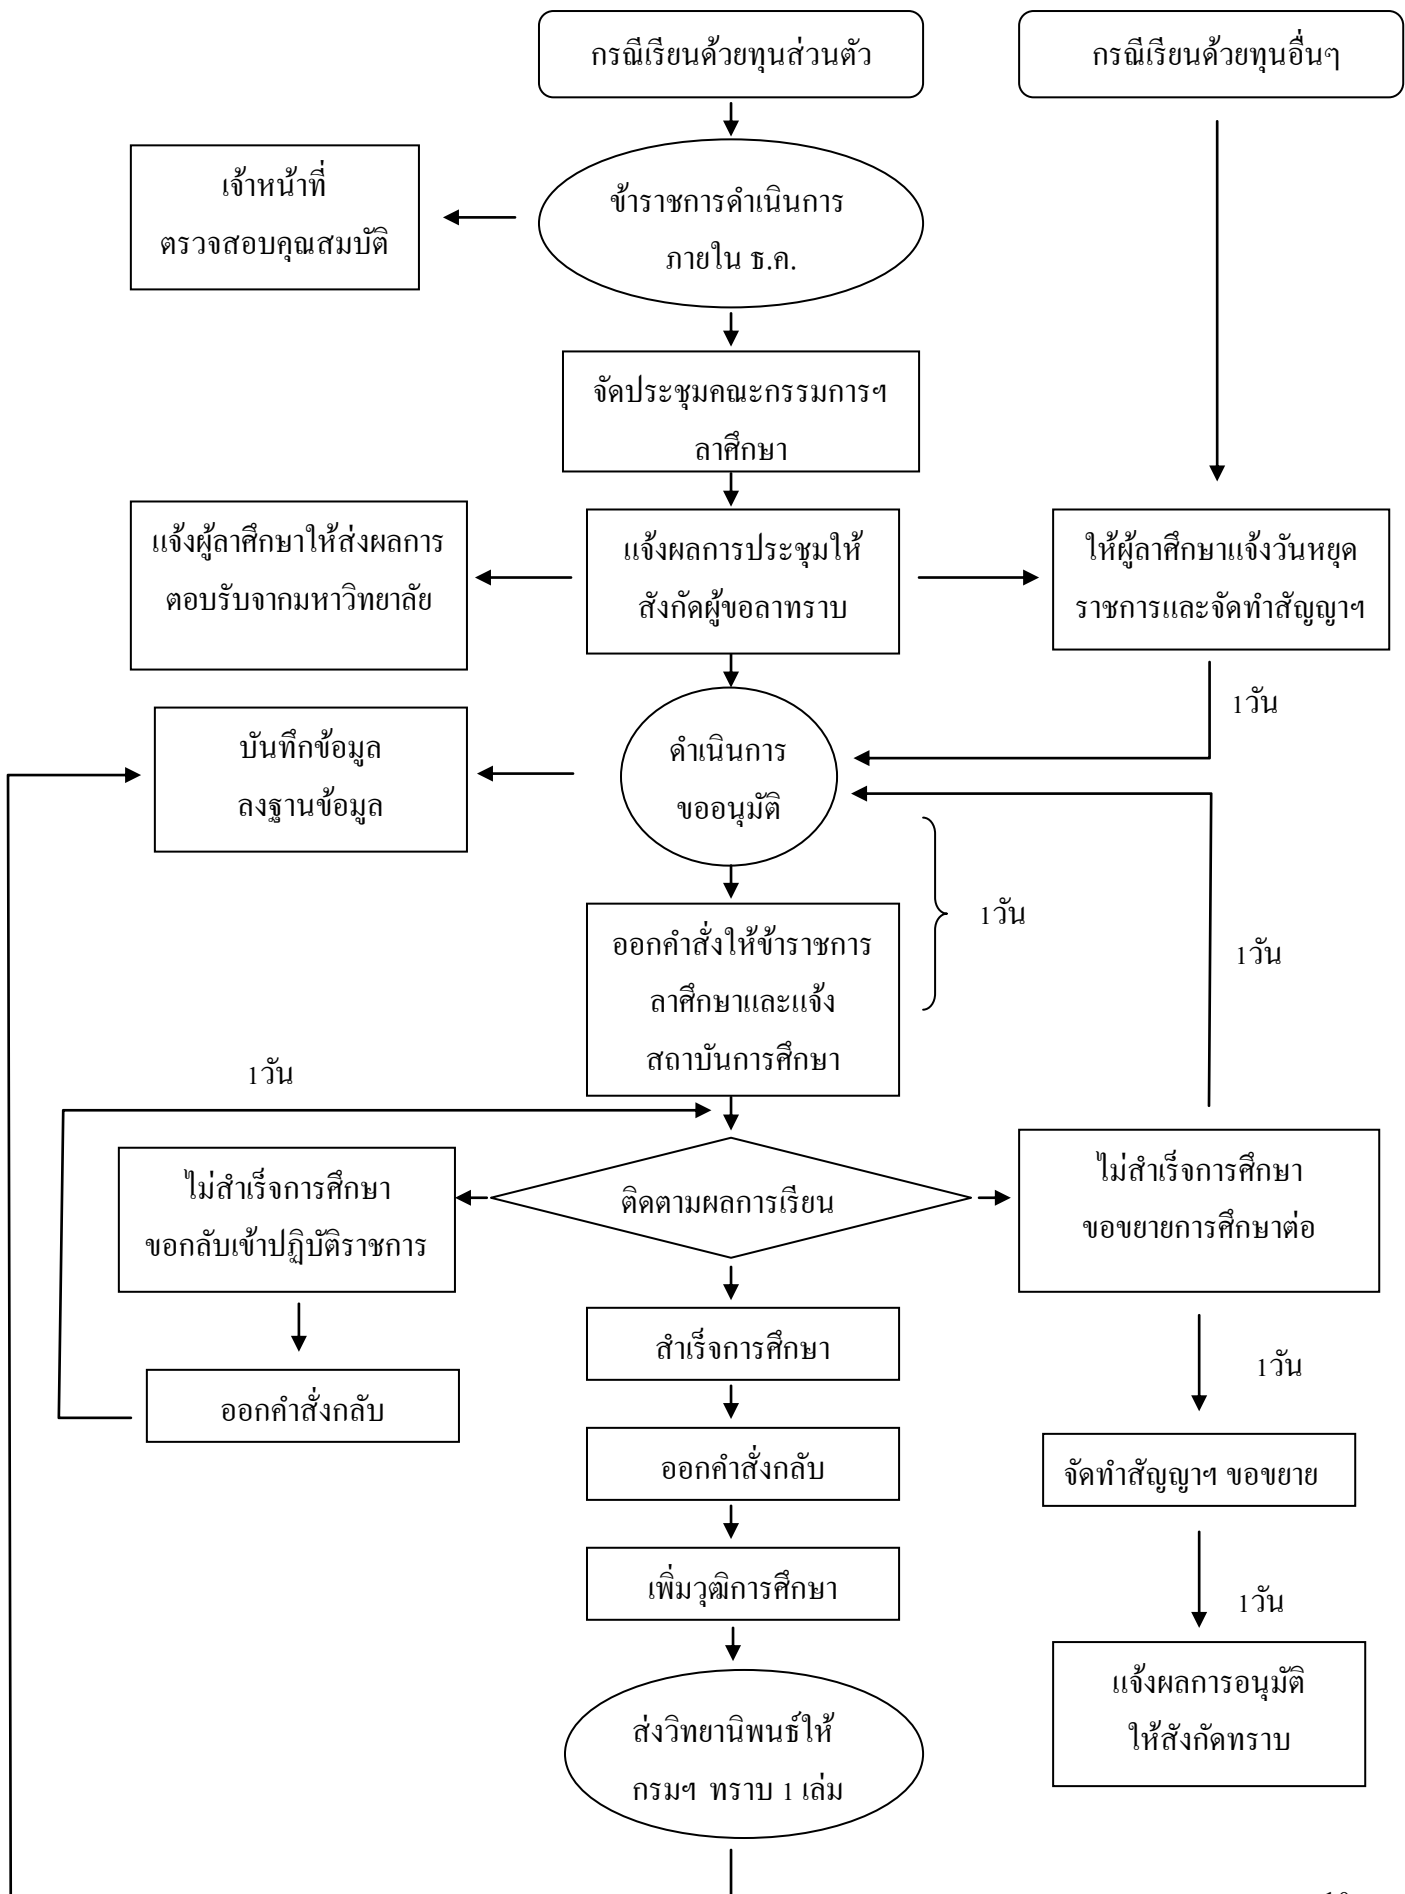 กรณีเรียนด้วยทุนส่วนตัว
กรณีเรียนด้วยทุนอื่นๆ
เจ้าหน้าที่
ตรวจสอบคุณสมบัติ
ข้าราชการดำเนินการ
ภายใน ธ.ค.
จัดประชุมคณะกรรมการฯ
ลาศึกษา
แจ้งผู้ลาศึกษาให้ส่งผลการ
ตอบรับจากมหาวิทยาลัย
แจ้งผลการประชุมให้
สังกัดผู้ขอลาทราบ
ให้ผู้ลาศึกษาแจ้งวันหยุด
ราชการและจัดทำสัญญาฯ
1วัน
บันทึกข้อมูล
ลงฐานข้อมูล
ดำเนินการ
ขออนุมัติ
1วัน
1วัน
ออกคำสั่งให้ข้าราชการ
ลาศึกษาและแจ้ง
สถาบันการศึกษา
1วัน
ไม่สำเร็จการศึกษา
ขอกลับเข้าปฏิบัติราชการ
ติดตามผลการเรียน
ไม่สำเร็จการศึกษา
ขอขยายการศึกษาต่อ
สำเร็จการศึกษา
1วัน
ออกคำสั่งกลับ
ออกคำสั่งกลับ
จัดทำสัญญาฯ ขอขยาย
เพิ่มวุฒิการศึกษา
1วัน
ส่งวิทยานิพนธ์ให้
กรมฯ ทราบ 1 เล่ม
แจ้งผลการอนุมัติ
ให้สังกัดทราบ